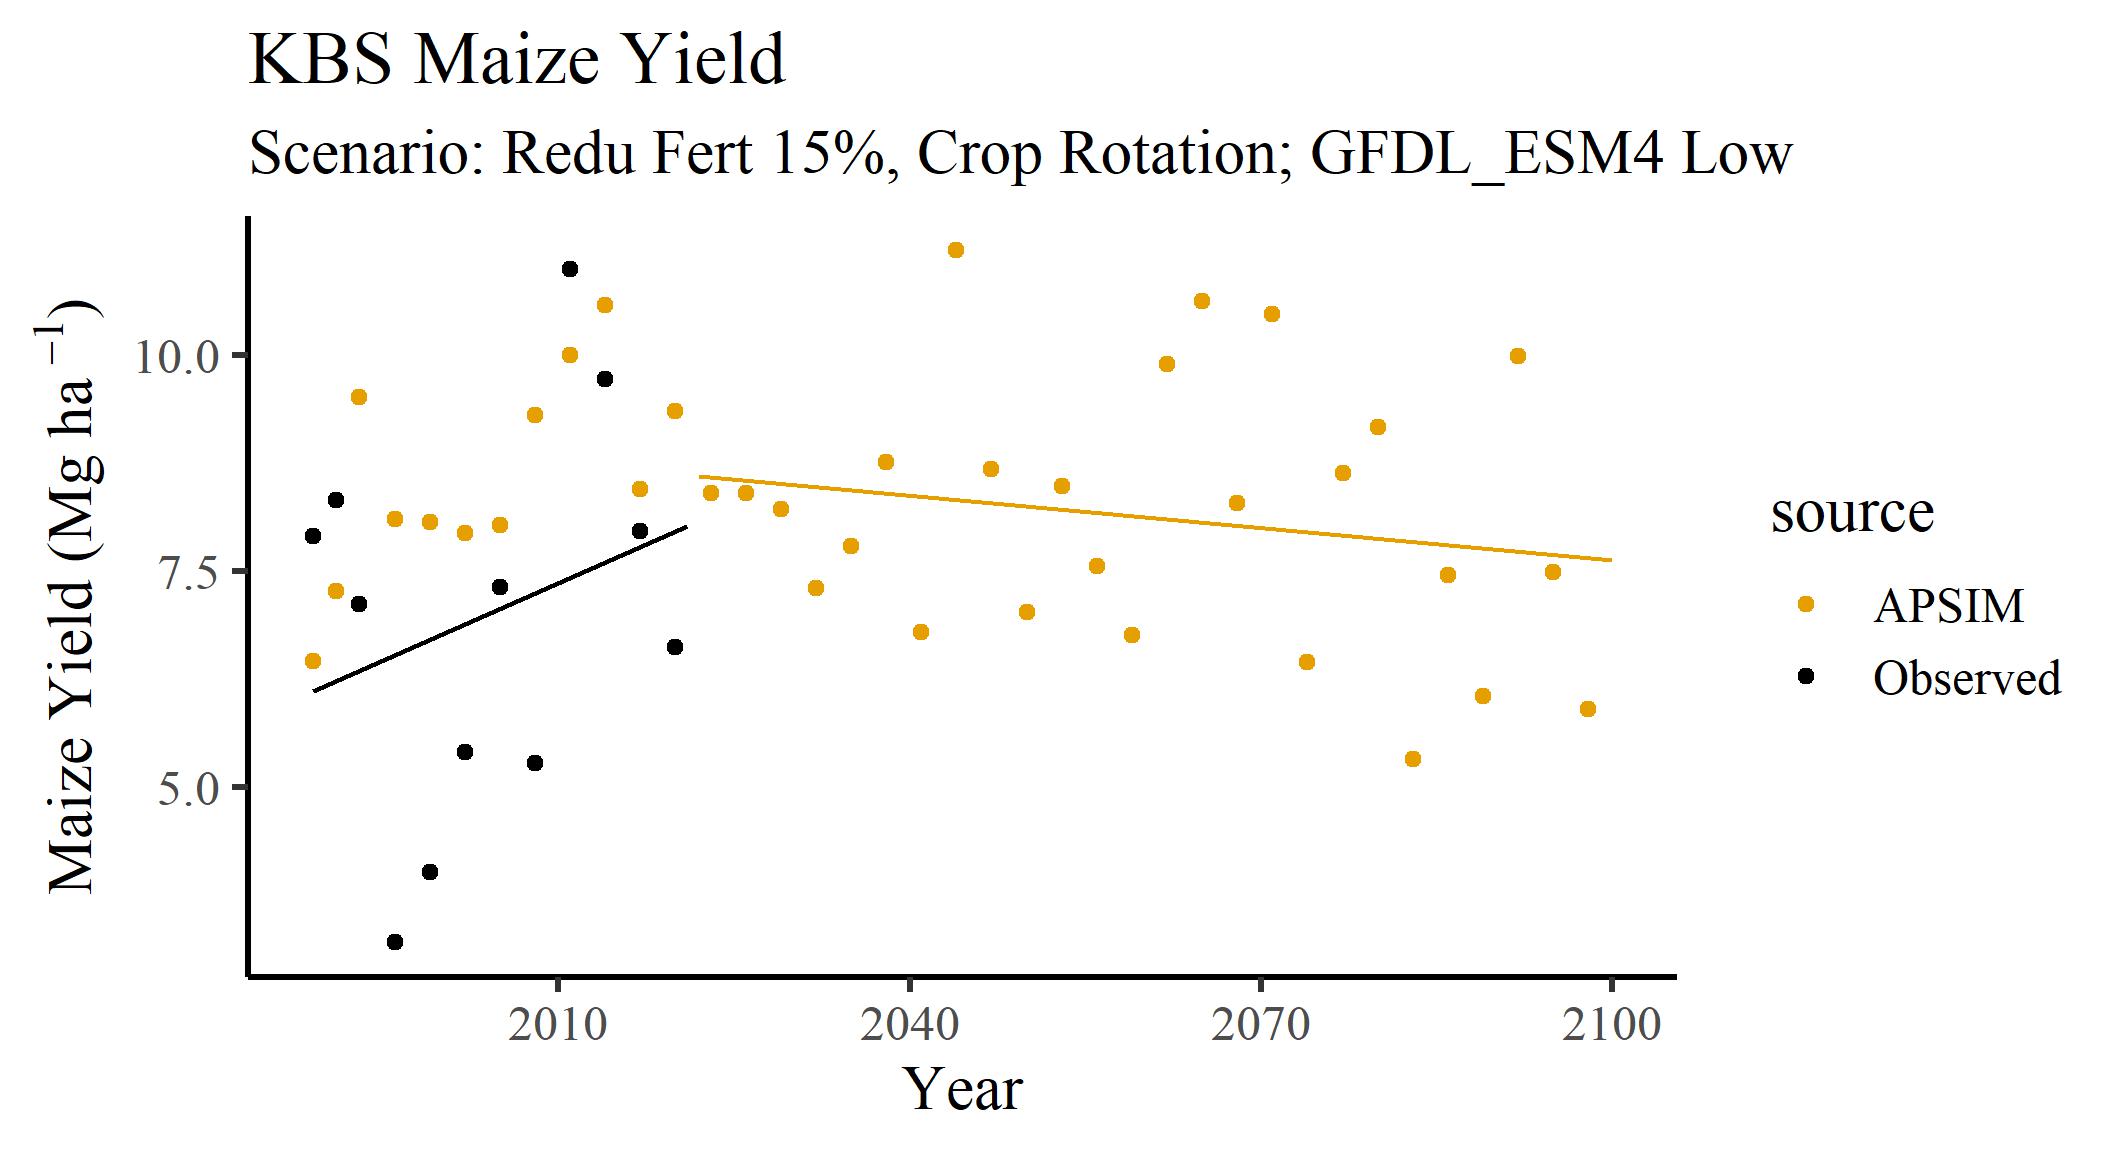 KBS Maize Yield
Scenario: Redu Fert 15%, Crop Rotation; GFDL_ESM4 Low
Maize Yield (Mg ha −1)
10.0
7.5
5.0
2010
2040
2070
2100
Year
source
APSIM
Observed